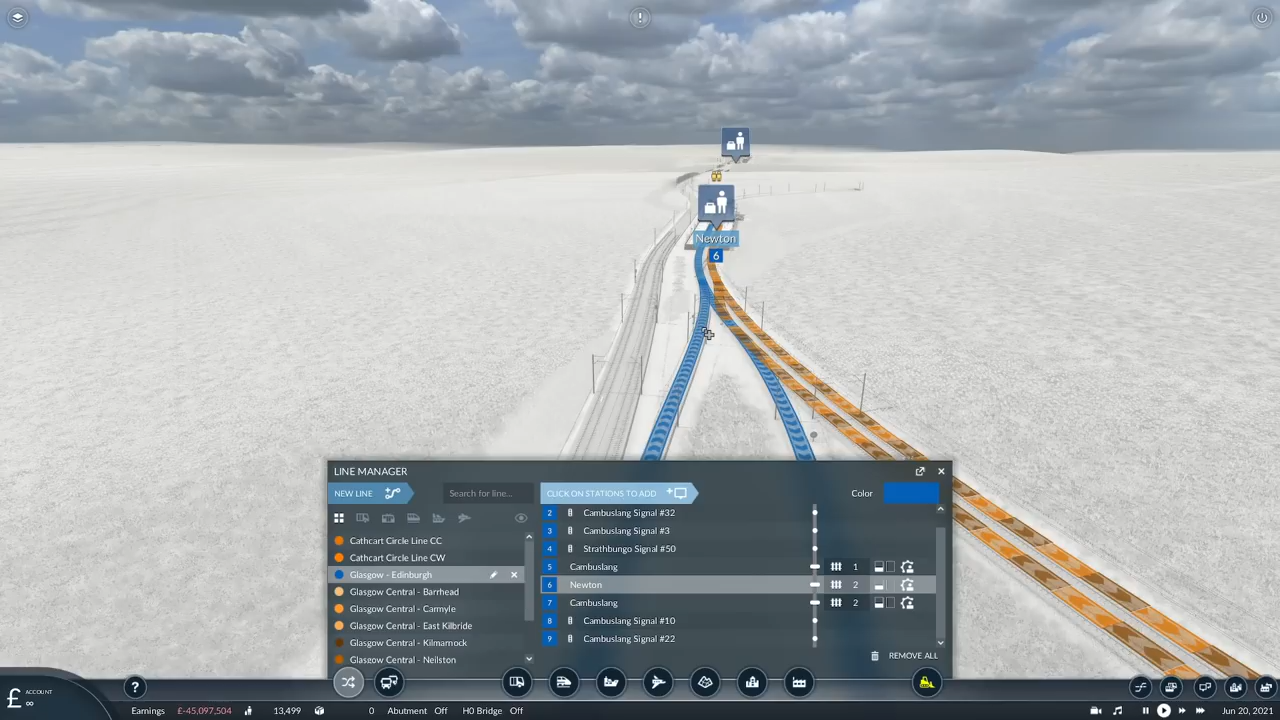 Newton
6
LINE MANAGER
NEW LINE
Search for line...
CLICK ON STATIONS TO ADD
Color
Cathcart Circle Line CC
Cathcart Circle Line CW
Glasgow - Edinburgh
Glasgow Central - Barrhead
Glasgow Central - Carmyle
Glasgow Central - East Kilbride
Glasgow Central - Kilmarnock
Glasgow Central - Neilston
2 Cambuslang Signal #32
3 Cambuslang Signal #3
4 Strathbungo Signal #50
5 Cambuslang 1
6 Newton 2
7 Cambuslang 2
8 Cambuslang Signal #10
9 Cambuslang Signal #22
REMOVE ALL
£ ACCOUNT
∞
?
Earnings £-45,097,504 13,499 0 Abutment Off H0 Bridge Off
Jun 20, 2021